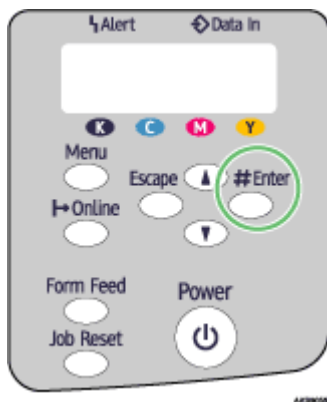 Alert Data In
K C M Y
Menu
Escape #Enter
Online
Form Feed Power
Job Reset